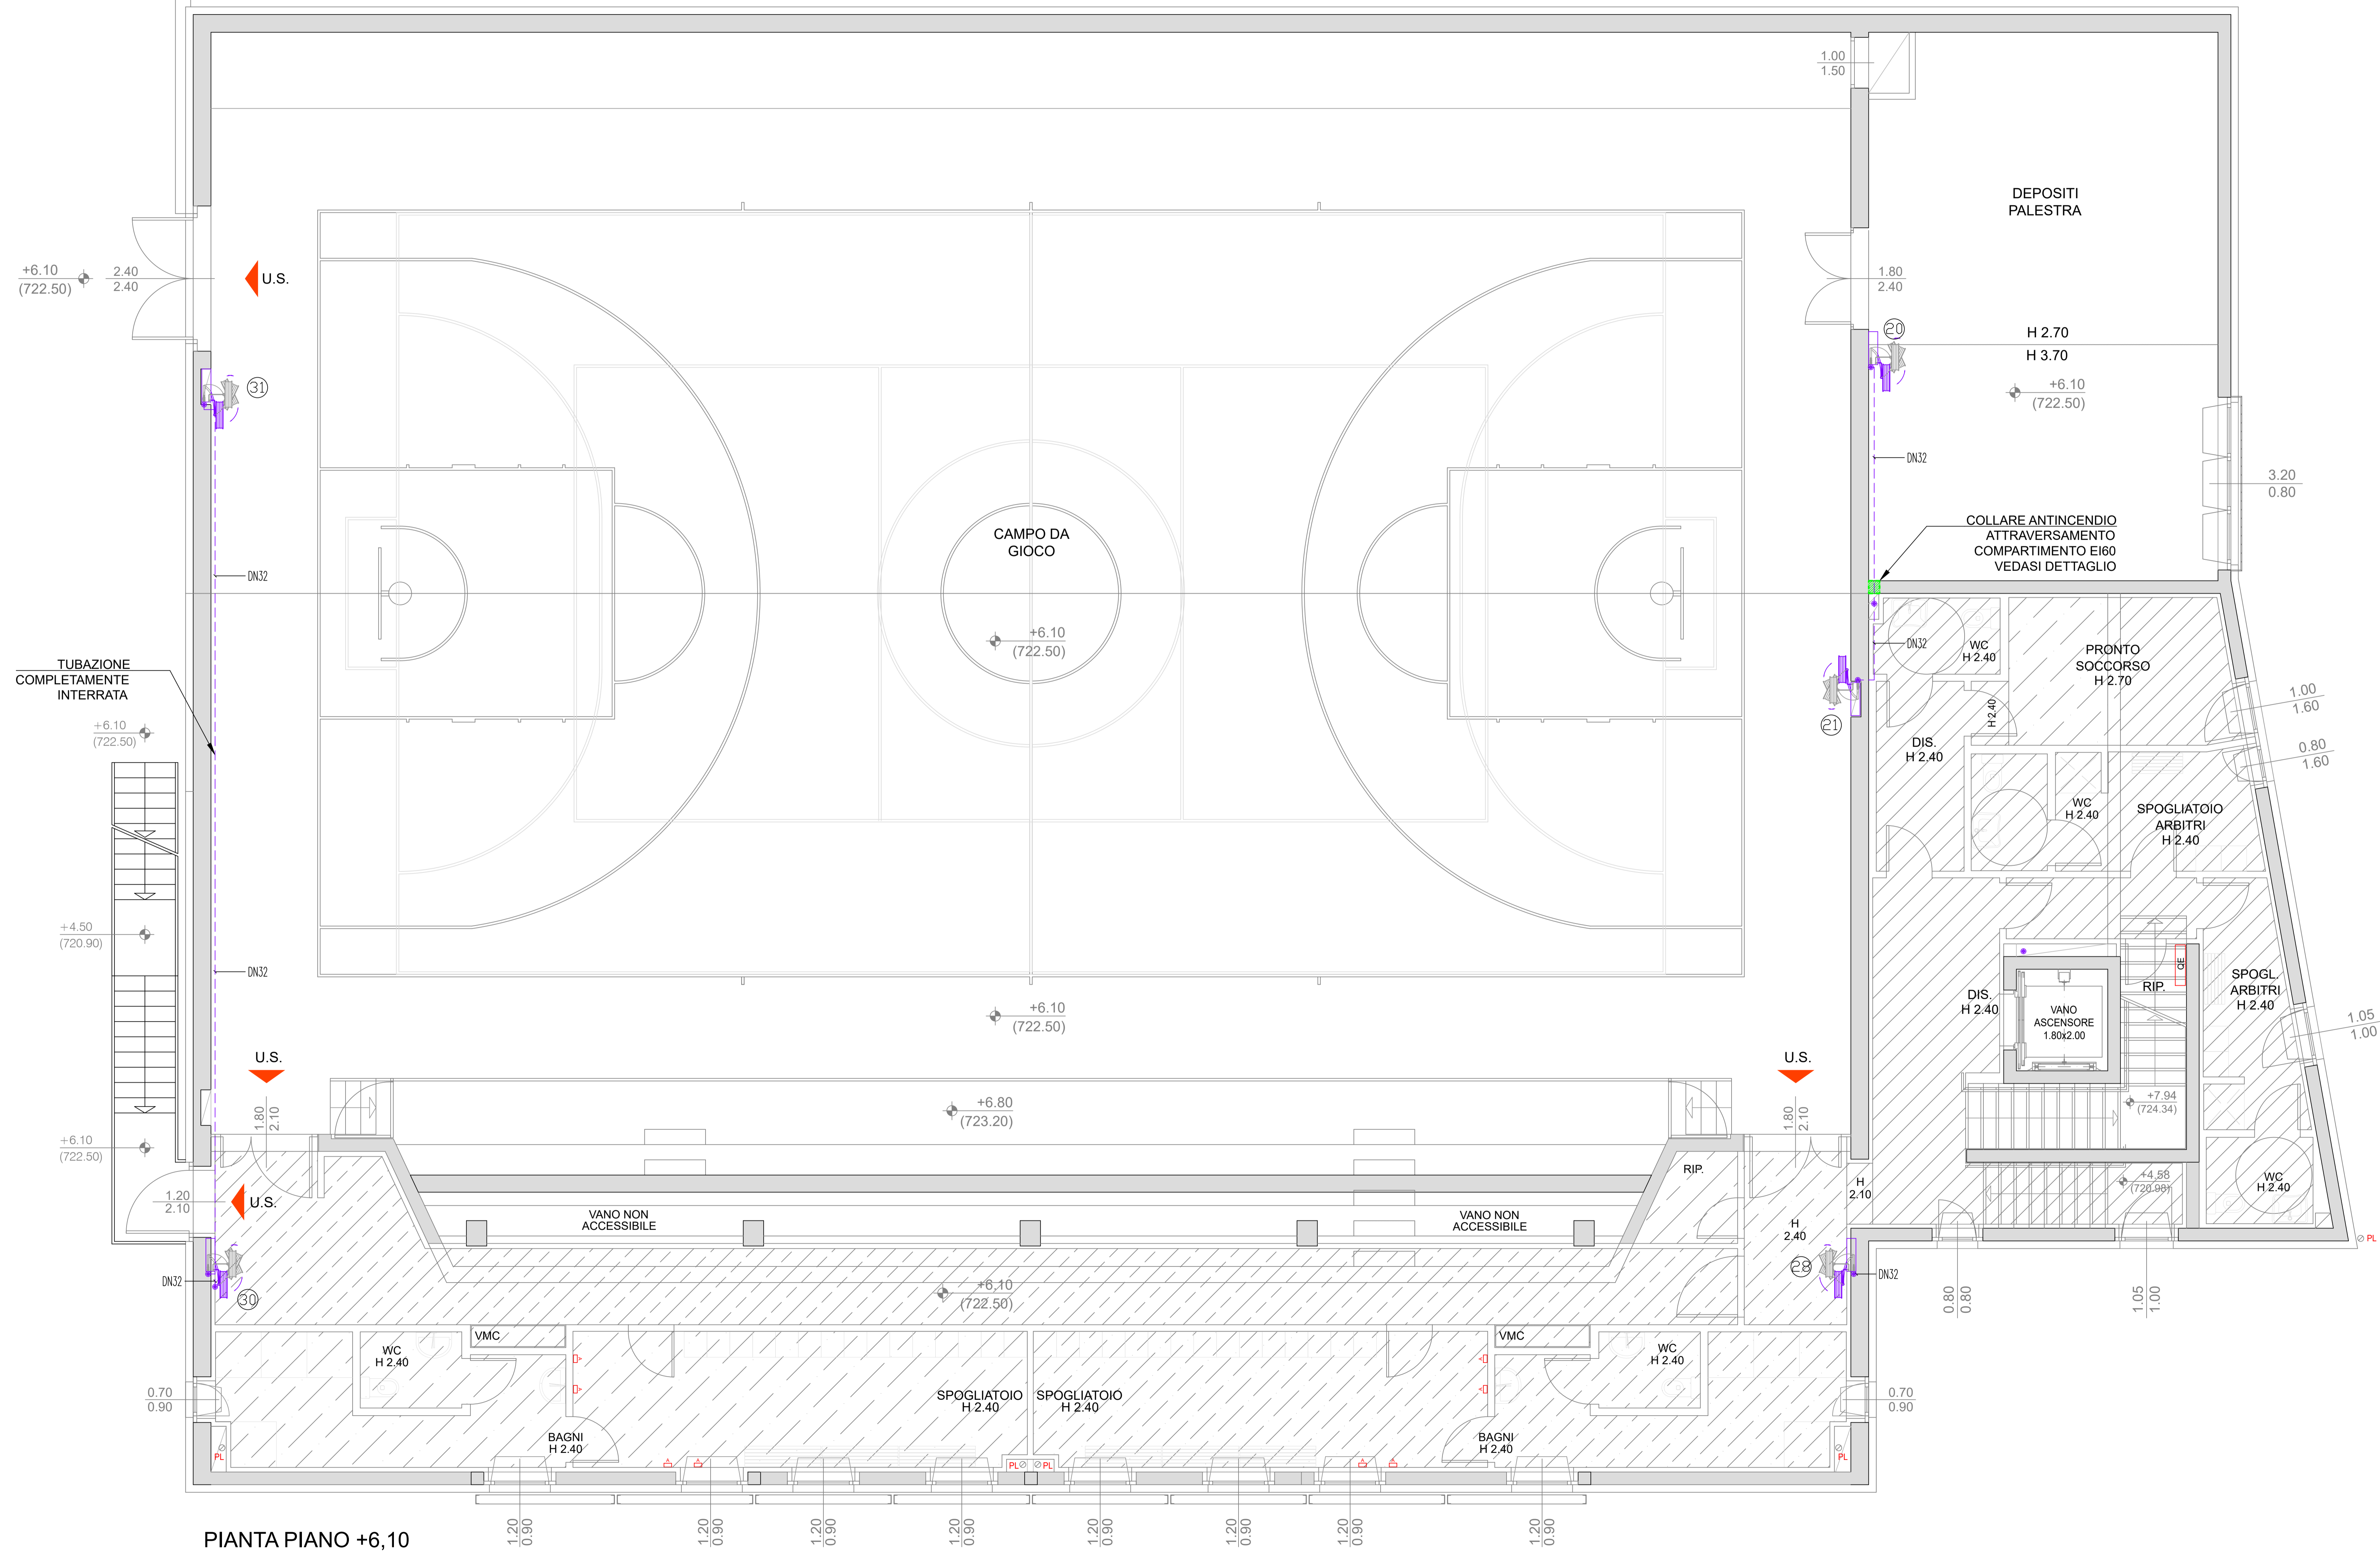 1.00
1.50
DEPOSITI
PALESTRA
+6.10
(722.50)
2.40
2.40
U.S.
1.80
2.40
20
H 2.70
H 3.70
+6.10
(722.50)
31
DN32
3.20
0.80
COLLARE ANTINCENDIO
ATTRAVERSAMENTO
COMPARTIMENTO EI60
VEDASI DETTAGLIO
CAMPO DA
GIOCO
DN32
+6.10
(722.50)
DN32
WC
H 2.40
PRONTO
SOCCORSO
H 2.70
TUBAZIONE
COMPLETAMENTE
INTERRATA
+6.10
(722.50)
21
H 2.40
DIS.
H 2.40
1.00
1.60
0.80
1.60
WC
H 2.40
SPOGLIATOIO
ARBITRI
H 2.40
+4.50
(720.90)
DN32
+6.10
(722.50)
QE
RIP.
DIS.
H 2.40
VANO
ASCENSORE
1.80x2.00
SPOGL.
ARBITRI
H 2.40
1.05
1.00
U.S.
1.80
2.10
U.S.
1.80
2.10
+6.80
(723.20)
+7.94
(724.34)
+6.10
(722.50)
RIP.
+4.58
(720.98)
WC
H 2.40
H
2.10
1.20
2.10
U.S.
VANO NON
ACCESSIBILE
VANO NON
ACCESSIBILE
H
2.40
PL
DN32
30
+6.10
(722.50)
28
DN32
0.80
0.80
1.05
1.00
VMC
VMC
WC
H 2.40
WC
H 2.40
0.70
0.90
SPOGLIATOIO
H 2.40
SPOGLIATOIO
H 2.40
0.70
0.90
BAGNI
H 2.40
BAGNI
H 2.40
PL
PL
PL
PL
1.20
0.90
1.20
0.90
1.20
0.90
1.20
0.90
1.20
0.90
1.20
0.90
1.20
0.90
1.20
0.90
PIANTA PIANO +6,10